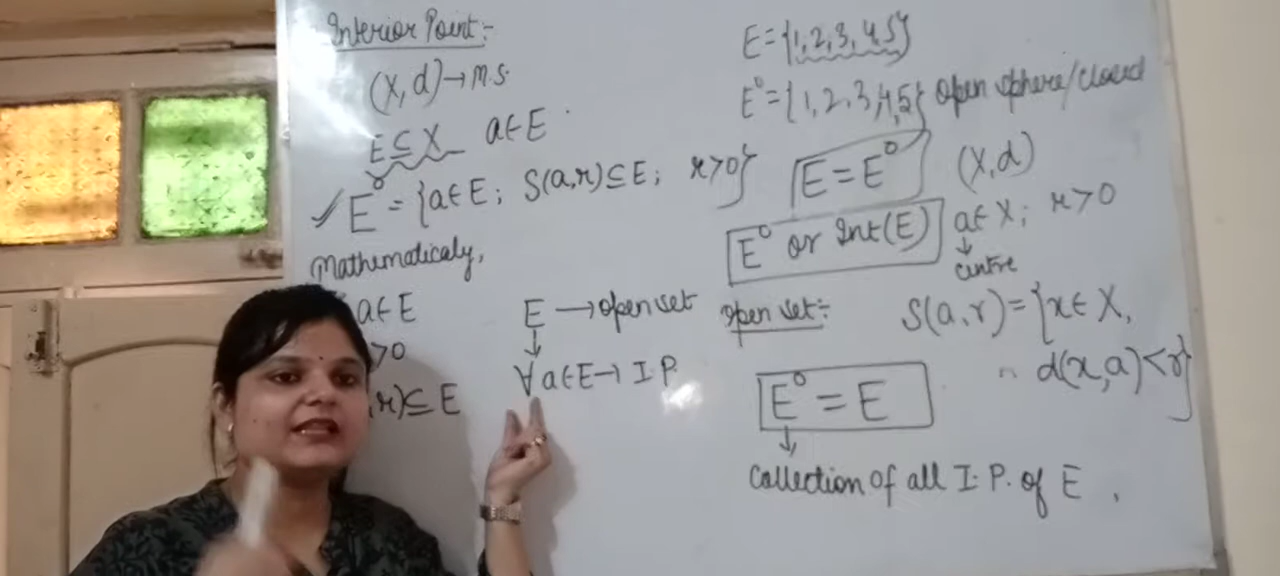 Interior Point:-
(X, d) → M.S.
E ⊆ X a ∈ E
✓ E° = {a ∈ E; S(a,r) ⊆ E; r>0}
Mathematicaly,
a ∈ E
>0
,r) ⊆ E
E → open set
↓
∀ a ∈ E → I.P.
E = {1, 2, 3, 4, 5}
E° = {1, 2, 3, 4, 5} open sphere/closed
E = E° (X, d)
E° or Int(E) a ∈ X; r>0
↓
centre
open set:-
S(a, r) = {x ∈ X,
d(x, a) < r}
E° = E
↓
Collection of all I.P. of E